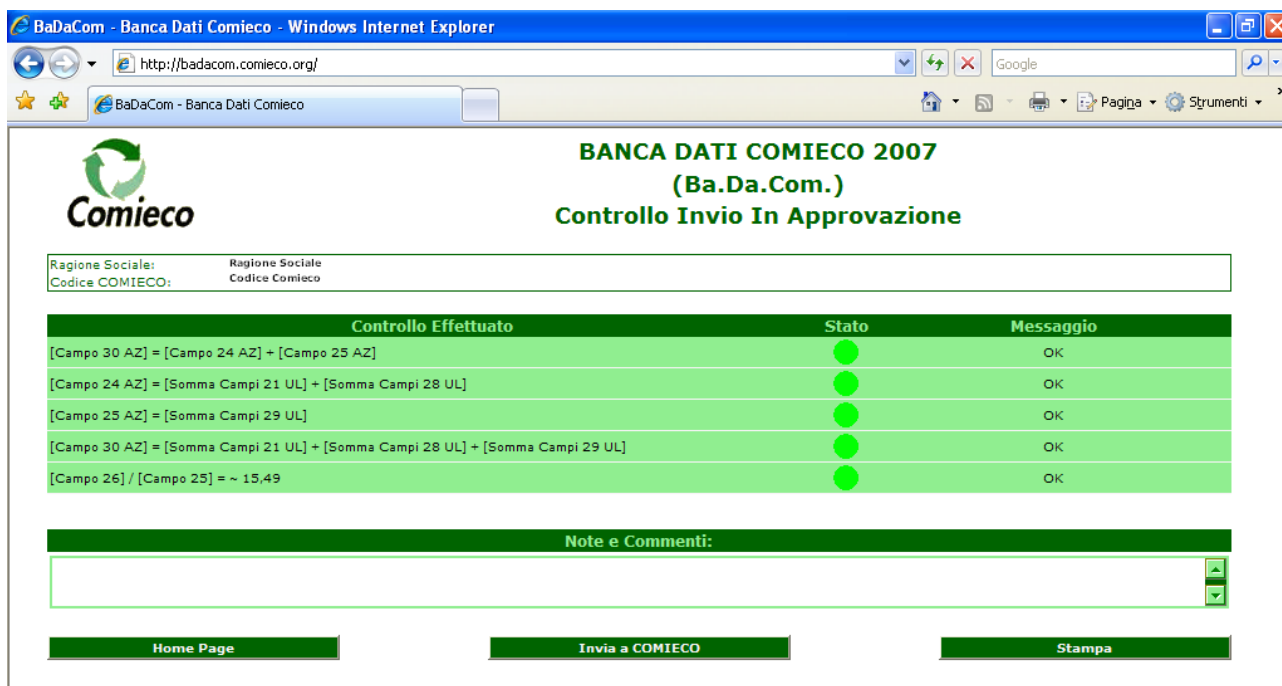 BaDaCom - Banca Dati Comieco - Windows Internet Explorer
http://badacom.comieco.org/
Google
BaDaCom - Banca Dati Comieco
Pagina
Strumenti
Comieco
BANCA DATI COMIECO 2007
(Ba.Da.Com.)
Controllo Invio In Approvazione
Ragione Sociale: Ragione Sociale
Codice COMIECO: Codice Comieco
Controllo Effettuato Stato Messaggio
[Campo 30 AZ] = [Campo 24 AZ] + [Campo 25 AZ] OK
[Campo 24 AZ] = [Somma Campi 21 UL] + [Somma Campi 28 UL] OK
[Campo 25 AZ] = [Somma Campi 29 UL] OK
[Campo 30 AZ] = [Somma Campi 21 UL] + [Somma Campi 28 UL] + [Somma Campi 29 UL] OK
[Campo 26] / [Campo 25] = ~ 15,49 OK
Note e Commenti:
Home Page Invia a COMIECO Stampa